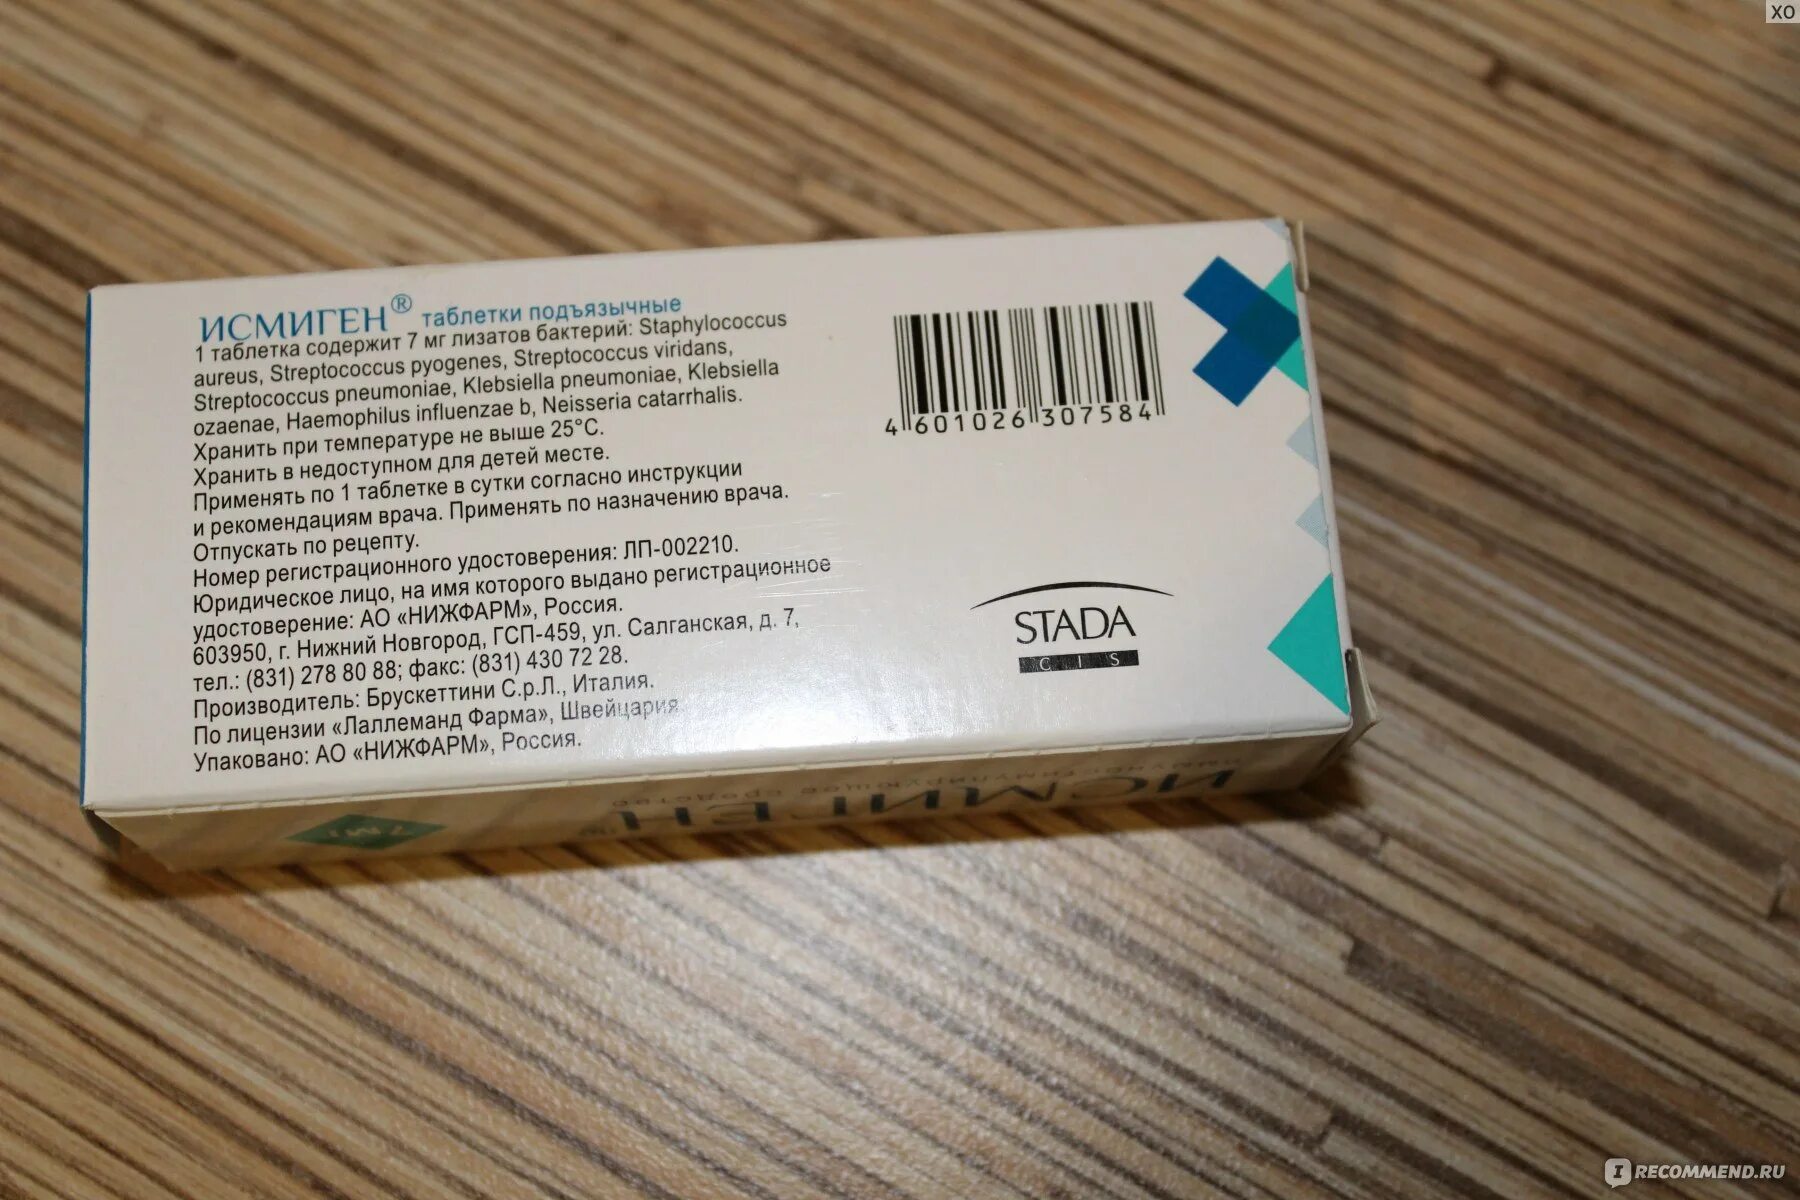 XO
ИСМИГЕН® таблетки подъязычные
1 таблетка содержит 7 мг лизатов бактерий: Staphylococcus
aureus, Streptococcus pyogenes, Streptococcus viridans,
Streptococcus pneumoniae, Klebsiella pneumoniae, Klebsiella
ozaenae, Haemophilus influenzae b, Neisseria catarrhalis.
Хранить при температуре не выше 25°С.
Хранить в недоступном для детей месте.
Применять по 1 таблетке в сутки согласно инструкции
и рекомендациям врача. Применять по назначению врача.
Отпускать по рецепту.
Номер регистрационного удостоверения: ЛП-002210.
Юридическое лицо, на имя которого выдано регистрационное
удостоверение: АО «НИЖФАРМ», Россия.
603950, г. Нижний Новгород, ГСП-459, ул. Салганская, д. 7,
тел.: (831) 278 80 88; факс: (831) 430 72 28.
Производитель: Брускеттини С.р.Л., Италия.
По лицензии «Лаллеманд Фарма», Швейцария
Упаковано: АО «НИЖФАРМ», Россия.
4 601026 307584
STADA
CIS
ИСМИГЕН®
иммуностимулирующее средство
I RECOMMEND.RU